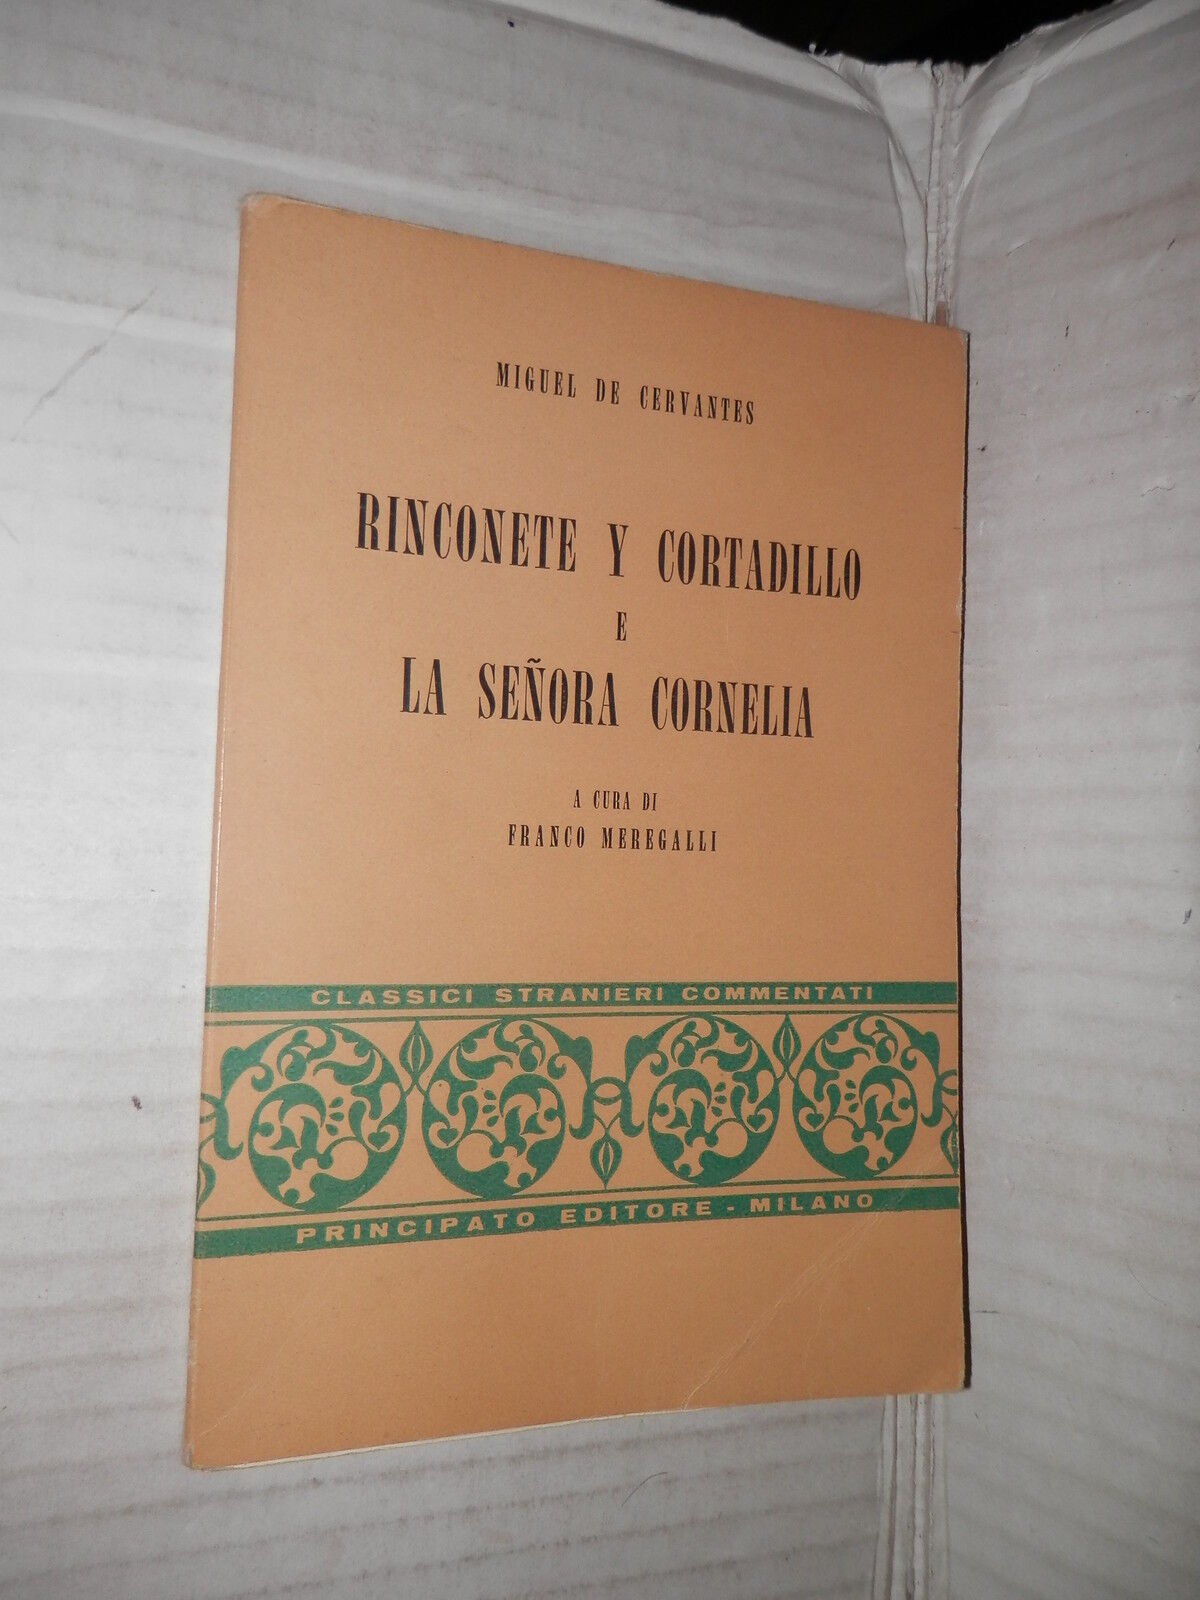 MIGUEL DE CERVANTES
RINCONETE Y CORTADILLO
E
LA SEÑORA CORNELIA
A CURA DI
FRANCO MEREGALLI
CLASSICI STRANIERI COMMENTATI
PRINCIPATO EDITORE - MILANO